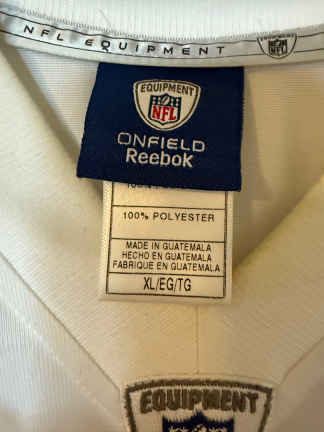 NFL EQUIPMENT
NFL
EQUIPMENT
NFL
ONFIELD
Reebok
100% POLYESTER
MADE IN GUATEMALA
HECHO EN GUATEMALA
FABRIQUE EN GUATEMALA
XL/EG/TG
EQUIPMENT